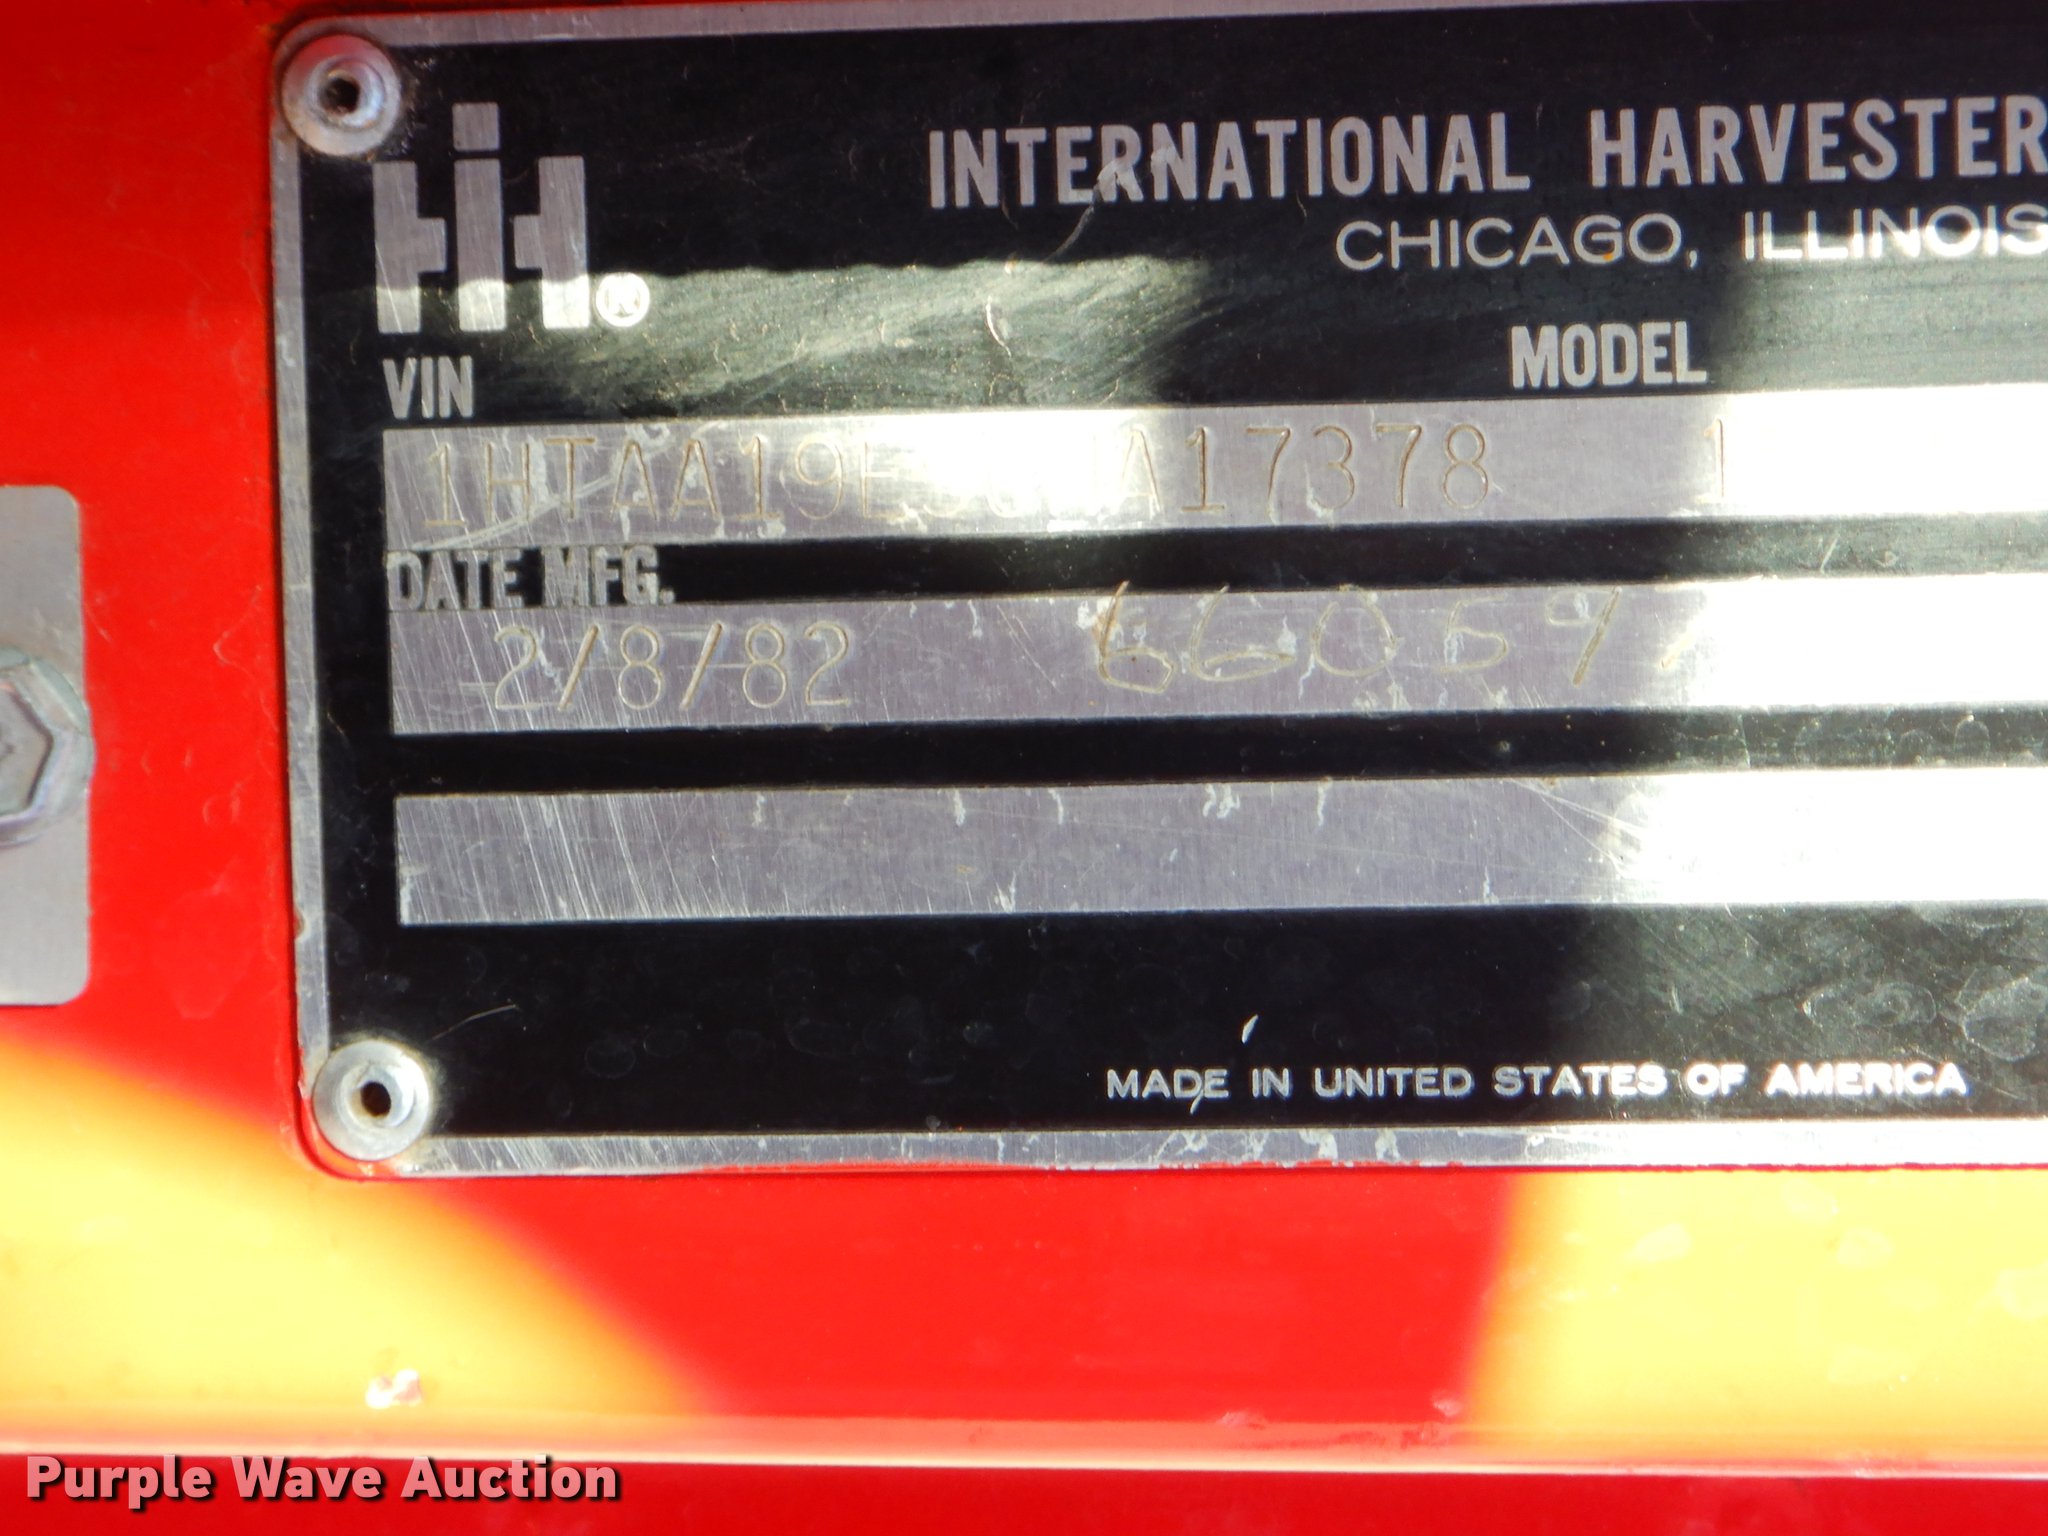 INTERNATIONAL HARVESTER
CHICAGO, ILLINOIS
VIN
MODEL
1
DATE MFG.
2/8/82
MADE IN UNITED STATES OF AMERICA
Purple Wave Auction